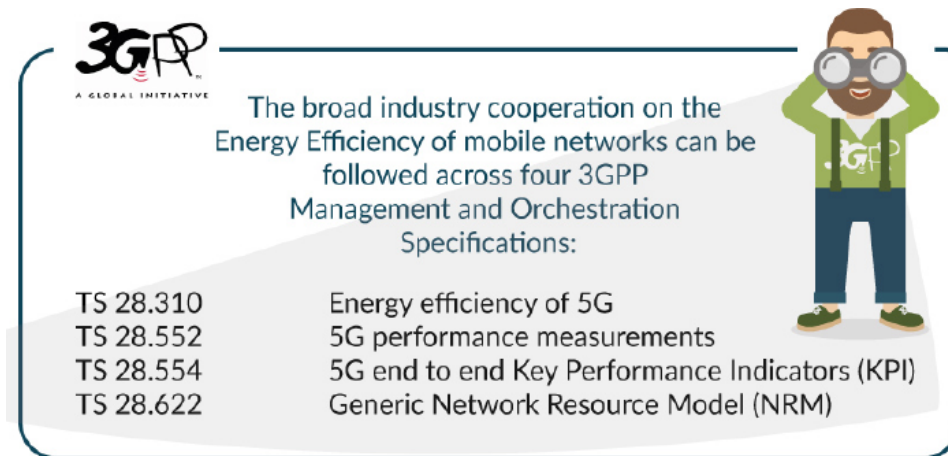 3GPP
A GLOBAL INITIATIVE
The broad industry cooperation on the
Energy Efficiency of mobile networks can be
followed across four 3GPP
Management and Orchestration
Specifications:
3GPP
TS 28.310 Energy efficiency of 5G
TS 28.552 5G performance measurements
TS 28.554 5G end to end Key Performance Indicators (KPI)
TS 28.622 Generic Network Resource Model (NRM)